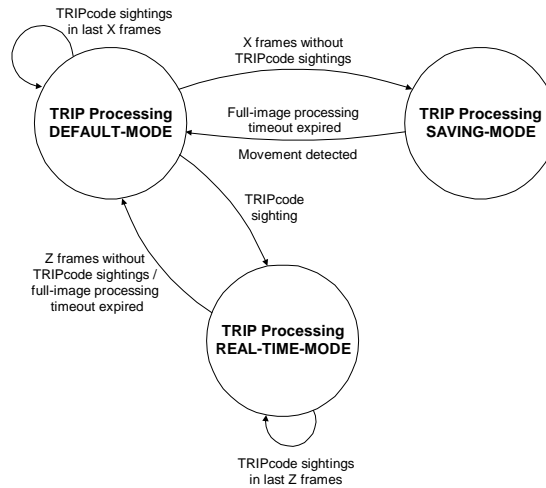 TRIPcode sightings
in last X frames
X frames without
TRIPcode sightings
TRIP Processing
DEFAULT-MODE
Full-image processing
timeout expired
Movement detected
TRIP Processing
SAVING-MODE
TRIPcode
sighting
Z frames without
TRIPcode sightings /
full-image processing
timeout expired
TRIP Processing
REAL-TIME-MODE
TRIPcode sightings
in last Z frames